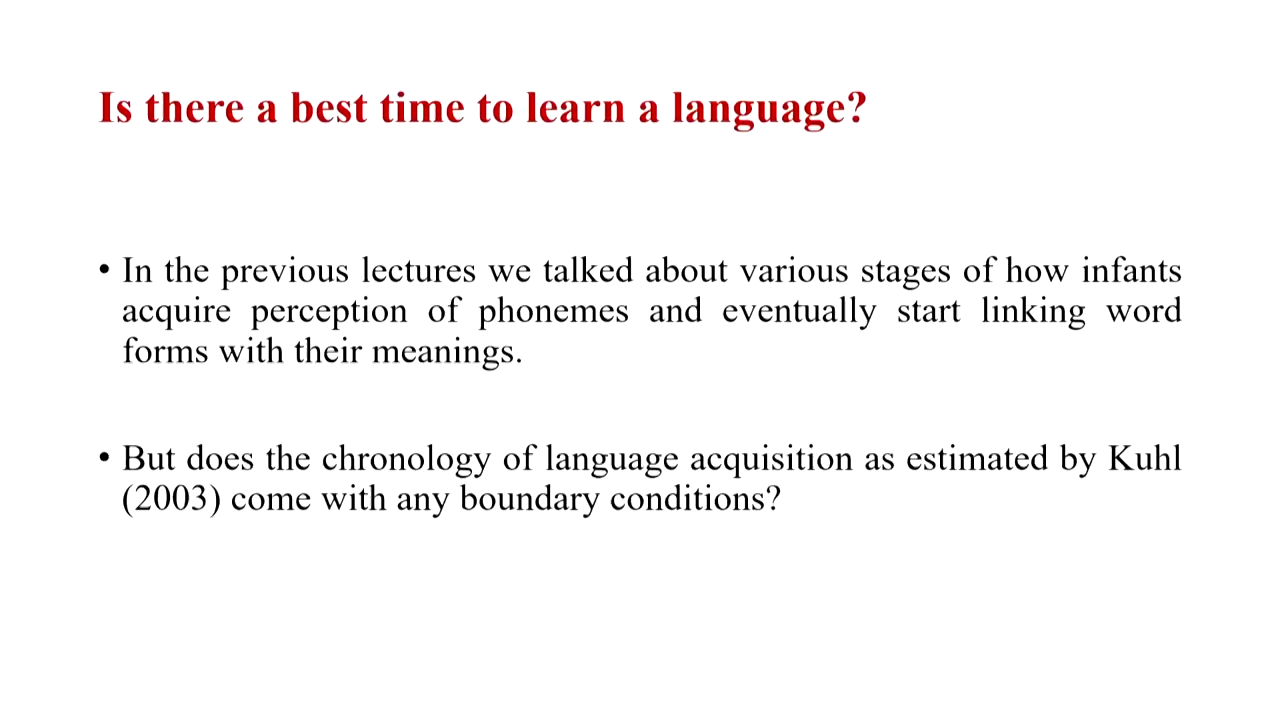 Is there a best time to learn a language?
• In the previous lectures we talked about various stages of how infants
acquire perception of phonemes and eventually start linking word
forms with their meanings.
• But does the chronology of language acquisition as estimated by Kuhl
(2003) come with any boundary conditions?